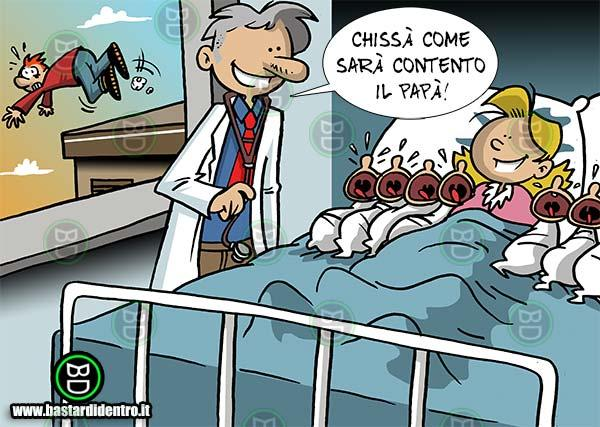 CHISSÀ COME
SARÀ CONTENTO
IL PAPÀ!
BD
www.bastardidentro.it